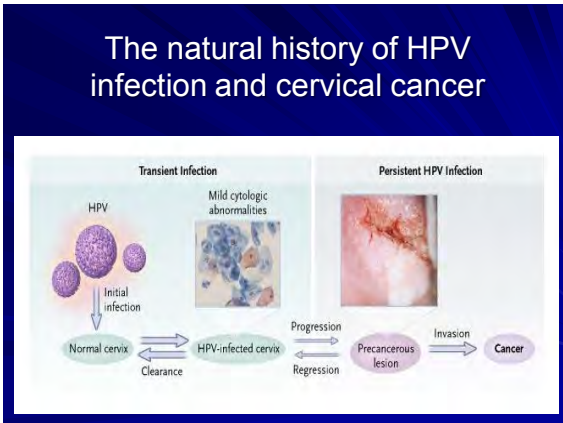 The natural history of HPV
infection and cervical cancer
Transient Infection
Persistent HPV Infection
Mild cytologic
abnormalities
HPV
Initial
infection
Progression
Invasion
Normal cervix
HPV-infected cervix
Precancerous
lesion
Cancer
Clearance
Regression